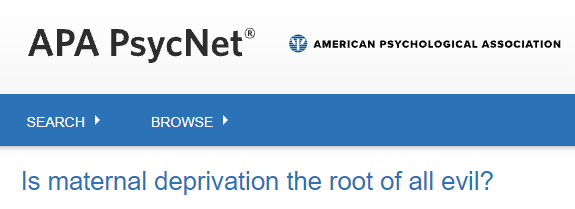 APA PsycNet® AMERICAN PSYCHOLOGICAL ASSOCIATION
SEARCH BROWSE
Is maternal deprivation the root of all evil?